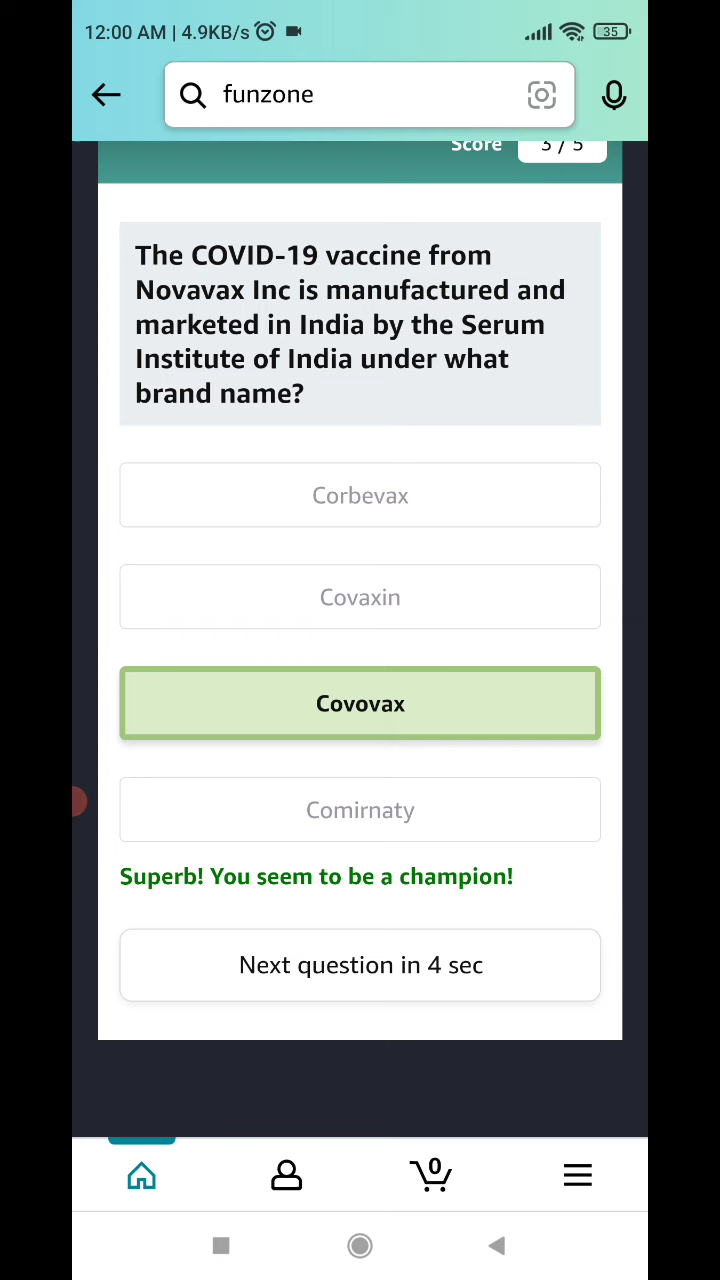 12:00 AM | 4.9KB/s 35
funzone
Score 3 / 5
The COVID-19 vaccine from
Novavax Inc is manufactured and
marketed in India by the Serum
Institute of India under what
brand name?
Corbevax
Covaxin
Covovax
Comirnaty
Superb! You seem to be a champion!
Next question in 4 sec
0